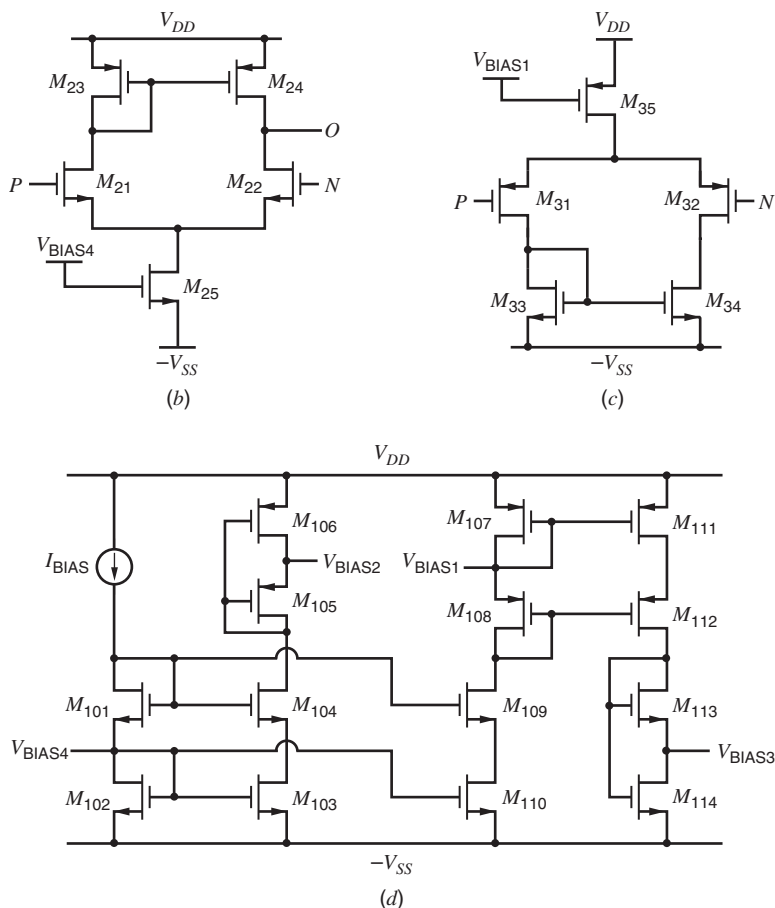 V_DD
M_23
M_24
O
P
M_21
M_22
N
V_BIAS4
M_25
−V_SS
(b)
V_DD
V_BIAS1
M_35
P
M_31
M_32
N
M_33
M_34
−V_SS
(c)
V_DD
M_106
M_107
M_111
I_BIAS
V_BIAS2
V_BIAS1
M_105
M_108
M_112
M_101
M_104
M_109
M_113
V_BIAS4
V_BIAS3
M_102
M_103
M_110
M_114
−V_SS
(d)